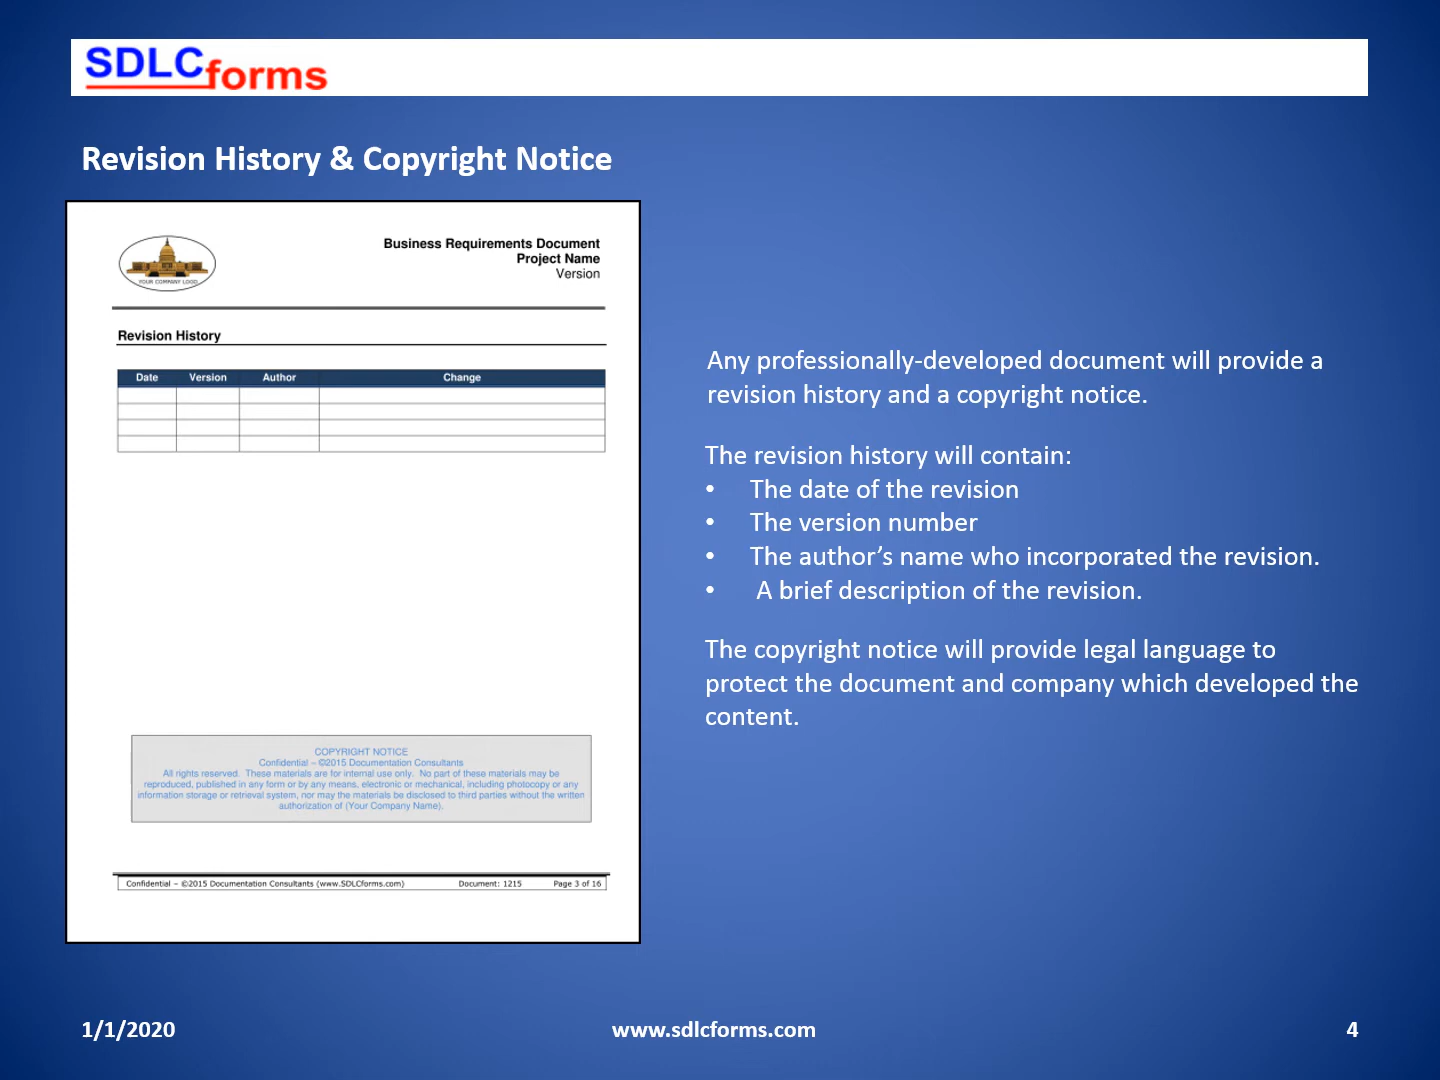 SDLCforms
Revision History & Copyright Notice
YOUR COMPANY LOGO
Business Requirements Document
Project Name
Version
Revision History
Date Version Author Change
COPYRIGHT NOTICE
Confidential – ©2015 Documentation Consultants
All rights reserved. These materials are for internal use only. No part of these materials may be
reproduced, published in any form or by any means, electronic or mechanical, including photocopy or any
information storage or retrieval system, nor may the materials be disclosed to third parties without the written
authorization of (Your Company Name).
Confidential – ©2015 Documentation Consultants (www.SDLCforms.com) Document: 1215 Page 3 of 16
Any professionally-developed document will provide a
revision history and a copyright notice.
The revision history will contain:
• The date of the revision
• The version number
• The author’s name who incorporated the revision.
• A brief description of the revision.
The copyright notice will provide legal language to
protect the document and company which developed the
content.
1/1/2020 www.sdlcforms.com 4